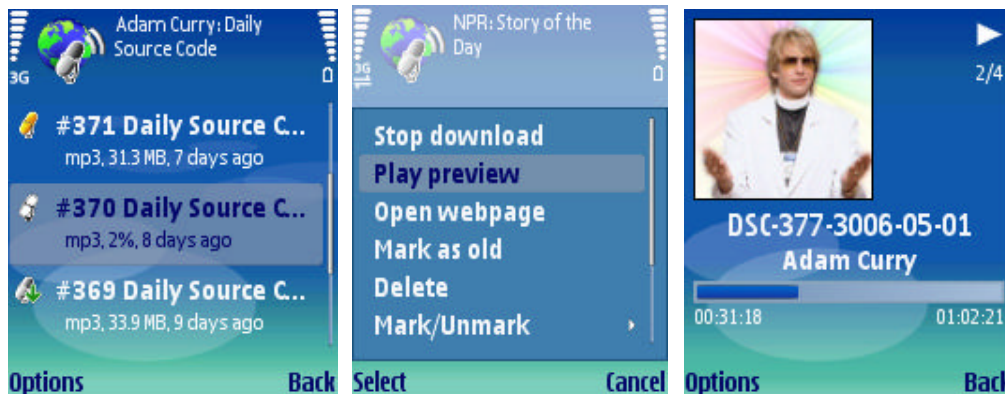 Adam Curry: Daily
Source Code
3G
#371 Daily Source C...
mp3, 31.3 MB, 7 days ago
#370 Daily Source C...
mp3, 2%, 8 days ago
#369 Daily Source C...
mp3, 33.9 MB, 9 days ago
Options Back
NPR: Story of the
Day
3G
Stop download
Play preview
Open webpage
Mark as old
Delete
Mark/Unmark
Select Cancel
2/4
DSC-377-3006-05-01
Adam Curry
00:31:18 01:02:21
Options Back